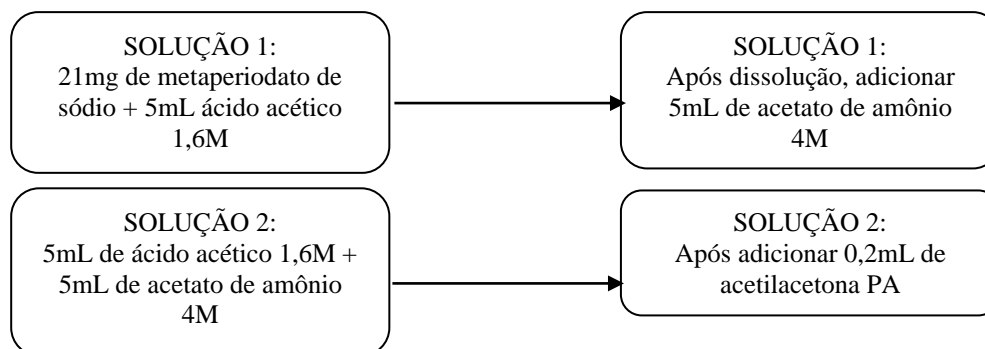 SOLUÇÃO 1:
21mg de metaperiodato de
sódio + 5mL ácido acético
1,6M
SOLUÇÃO 1:
Após dissolução, adicionar
5mL de acetato de amônio
4M
SOLUÇÃO 2:
5mL de ácido acético 1,6M +
5mL de acetato de amônio
4M
SOLUÇÃO 2:
Após adicionar 0,2mL de
acetilacetona PA